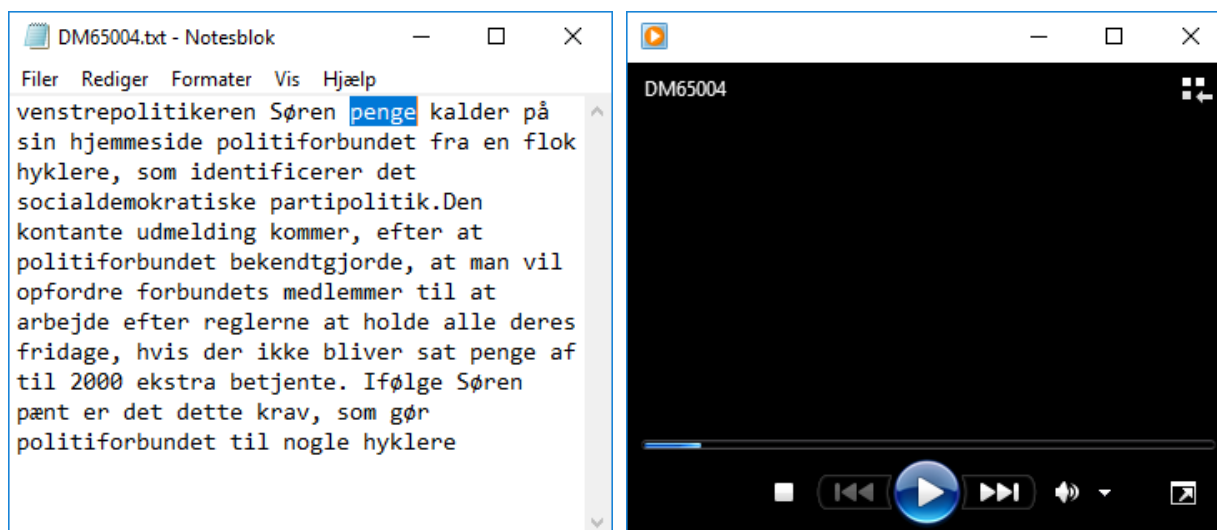 DM65004.txt - Notesblok
Filer Rediger Formater Vis Hjælp
venstrepolitikeren Søren penge kalder på
sin hjemmeside politiforbundet fra en flok
hyklere, som identificerer det
socialdemokratiske partipolitik.Den
kontante udmelding kommer, efter at
politiforbundet bekendtgjorde, at man vil
opfordre forbundets medlemmer til at
arbejde efter reglerne at holde alle deres
fridage, hvis der ikke bliver sat penge af
til 2000 ekstra betjente. Ifølge Søren
pænt er det dette krav, som gør
politiforbundet til nogle hyklere
DM65004